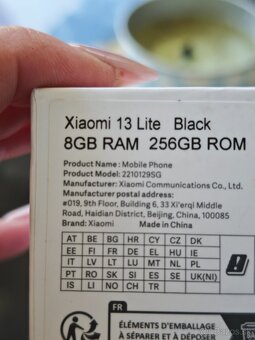 Xiaomi 13 Lite Black
8GB RAM 256GB ROM
Product Name: Mobile Phone
Product Model: 2210129SG
Manufacturer: Xiaomi Communications Co., Ltd.
Manufacturer postal address:
#019, 9th Floor, Building 6, 33 Xi'erqi Middle
Road, Haidian District, Beijing, China, 100085
Brand: Xiaomi
AT BE BG HR CY CZ DK
EE FI FR DE GR HU IE
IT LV LT LU MT NL PL
PT RO SK SI ES SE UK(NI)
IS LI NO CH TR
FR
ÉLÉMENTS D'EMBALLAGE
À SÉPARER ET À DÉPOSER